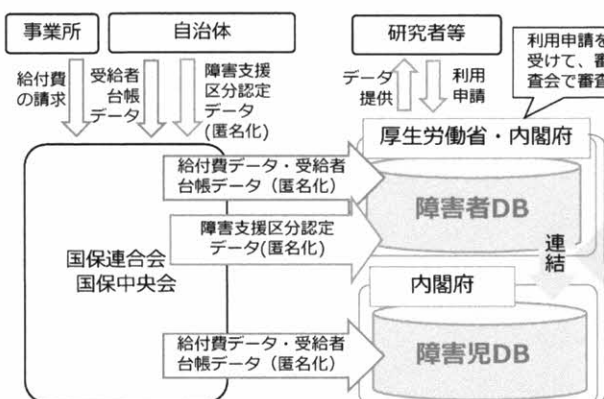 事業所
自治体
研究者等
利用申請を
受けて、審
査会で審査
給付費
の請求
受給者
台帳
データ
障害支援
区分認定
データ
(匿名化)
データ
提供
利用
申請
厚生労働省・内閣府
給付費データ・受給者
台帳データ（匿名化）
障害者DB
障害支援区分認定
データ(匿名化)
連結
国保連合会
国保中央会
内閣府
給付費データ・受給者
台帳データ（匿名化）
障害児DB